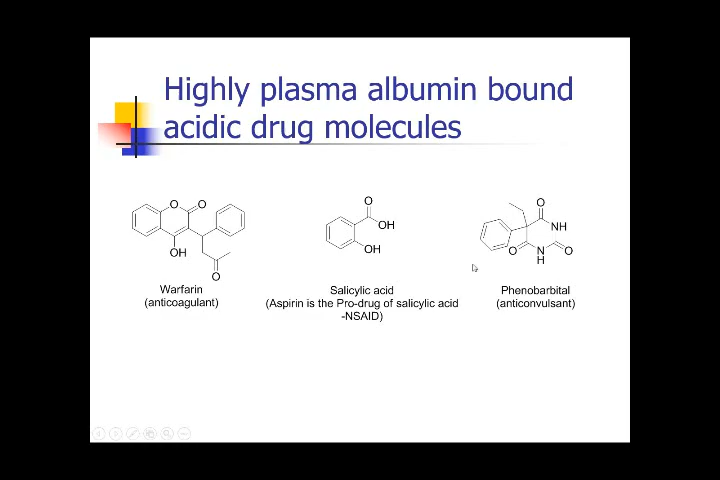 Highly plasma albumin bound
acidic drug molecules
O
O
OH
O
Warfarin
(anticoagulant)
O
OH
OH
Salicylic acid
(Aspirin is the Pro-drug of salicylic acid
-NSAID)
O
NH
O
N
H
O
Phenobarbital
(anticonvulsant)